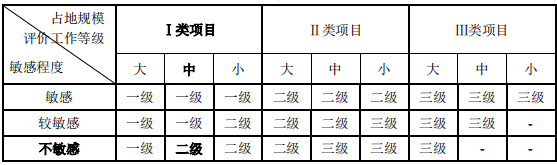 占地规模
评价工作等级
敏感程度
Ⅰ类项目 Ⅱ类项目 Ⅲ类项目
大 中 小 大 中 小 大 中 小
敏感 一级 一级 一级 二级 二级 二级 三级 三级 三级
较敏感 一级 一级 二级 二级 二级 三级 三级 三级 -
不敏感 一级 二级 二级 二级 三级 三级 三级 - -